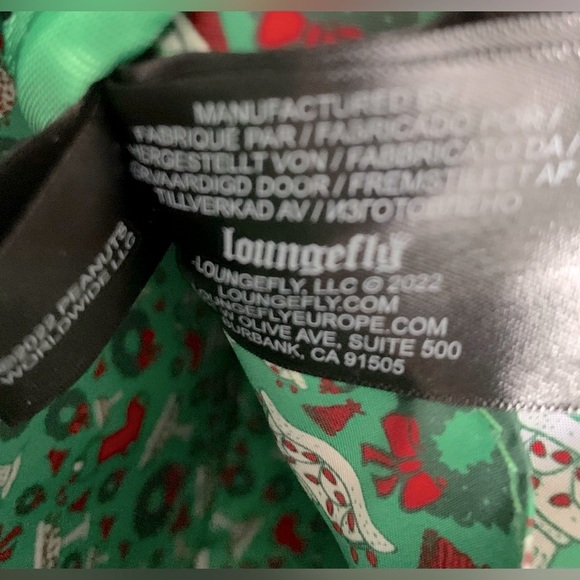 MANUFACTURED
FABRIQUÉ PAR / FABRICADO POR /
HERGESTELLT VON / FABBRICATO DA /
VERVAARDIGD DOOR / FREMSTILLET AF /
TILLVERKAD AV / ИЗГОТОВЛЕНО
loungefly
LOUNGEFLY, LLC © 2022
LOUNGEFLY.COM
LOUNGEFLYEUROPE.COM
W OLIVE AVE, SUITE 500
BURBANK, CA 91505
©2022 PEANUTS
WORLDWIDE LLC